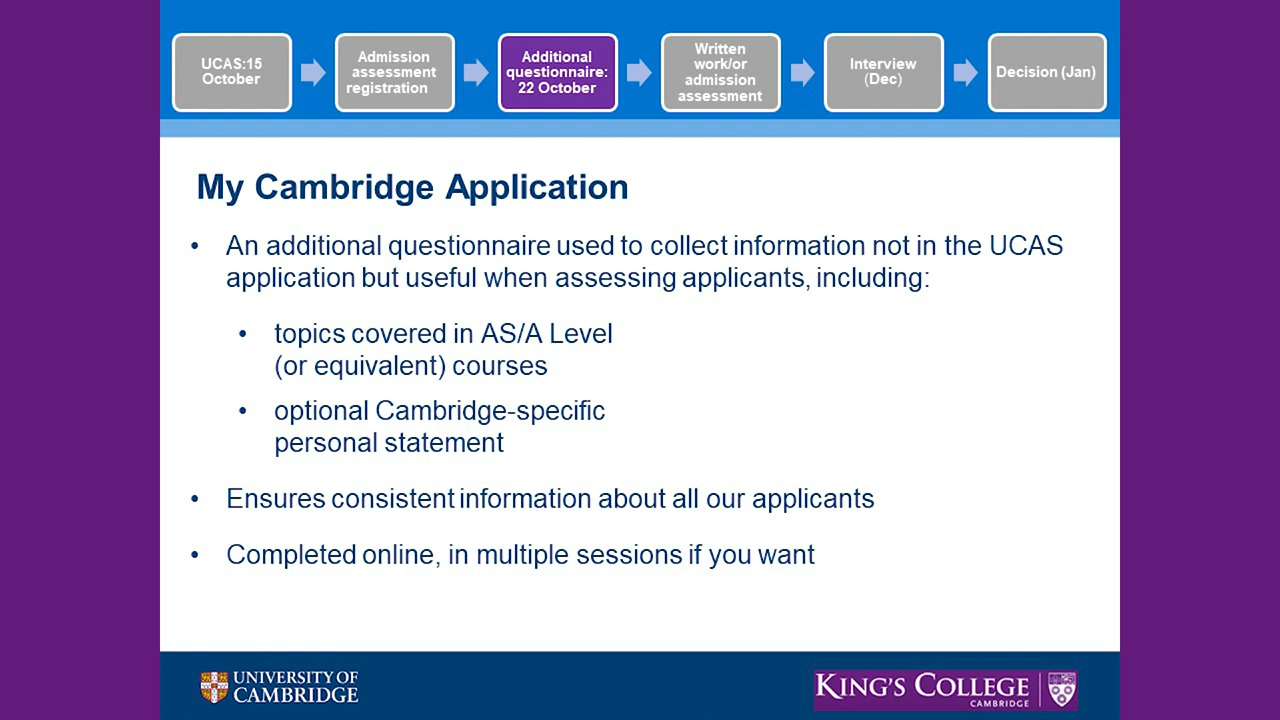 UCAS:15
October
Admission
assessment
registration
Additional
questionnaire:
22 October
Written
work/or
admission
assessment
Interview
(Dec)
Decision (Jan)
My Cambridge Application
• An additional questionnaire used to collect information not in the UCAS
application but useful when assessing applicants, including:
• topics covered in AS/A Level
(or equivalent) courses
• optional Cambridge-specific
personal statement
• Ensures consistent information about all our applicants
• Completed online, in multiple sessions if you want
UNIVERSITY OF
CAMBRIDGE
KING'S COLLEGE
CAMBRIDGE